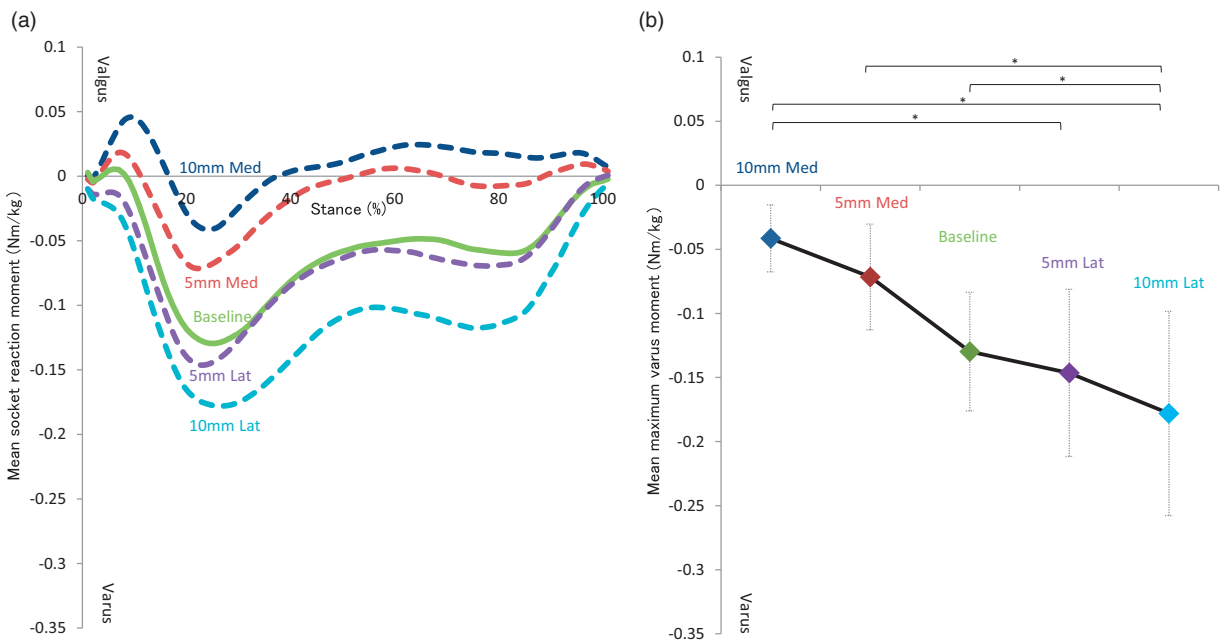 (a)
Mean socket reaction moment (Nm/kg)
0.1
0.05
0
-0.05
-0.1
-0.15
-0.2
-0.25
-0.3
-0.35
Valgus
Varus
0
20
40
60
80
100
Stance (%)
10mm Med
5mm Med
Baseline
5mm Lat
10mm Lat
(b)
Mean maximum varus moment (Nm/kg)
0.1
0.05
0
-0.05
-0.1
-0.15
-0.2
-0.25
-0.3
-0.35
Valgus
Varus
*
*
*
*
10mm Med
5mm Med
Baseline
5mm Lat
10mm Lat